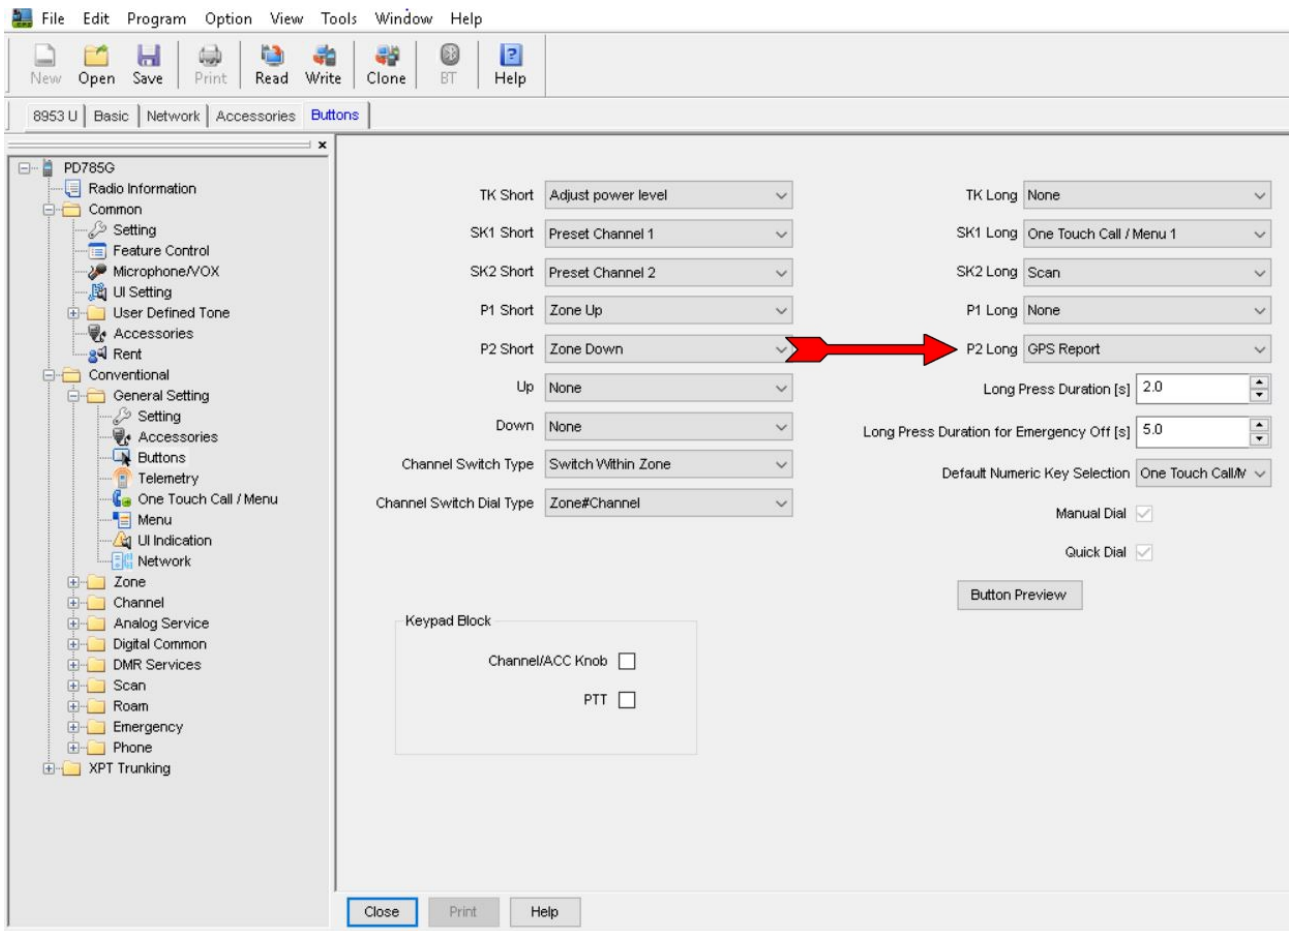 File Edit Program Option View Tools Window Help
New Open Save Print Read Write Clone BT Help
8953 U Basic Network Accessories Buttons
x
PD785G
Radio Information
Common
Setting
Feature Control
Microphone/VOX
UI Setting
User Defined Tone
Accessories
Rent
Conventional
General Setting
Setting
Accessories
Buttons
Telemetry
One Touch Call / Menu
Menu
UI Indication
Network
Zone
Channel
Analog Service
Digital Common
DMR Services
Scan
Roam
Emergency
Phone
XPT Trunking
TK Short Adjust power level
SK1 Short Preset Channel 1
SK2 Short Preset Channel 2
P1 Short Zone Up
P2 Short Zone Down
Up None
Down None
Channel Switch Type Switch Within Zone
Channel Switch Dial Type Zone#Channel
TK Long None
SK1 Long One Touch Call / Menu 1
SK2 Long Scan
P1 Long None
P2 Long GPS Report
Long Press Duration [s] 2.0
Long Press Duration for Emergency Off [s] 5.0
Default Numeric Key Selection One Touch Call/M
Manual Dial
Quick Dial
Button Preview
Keypad Block
Channel/ACC Knob
PTT
Close Print Help